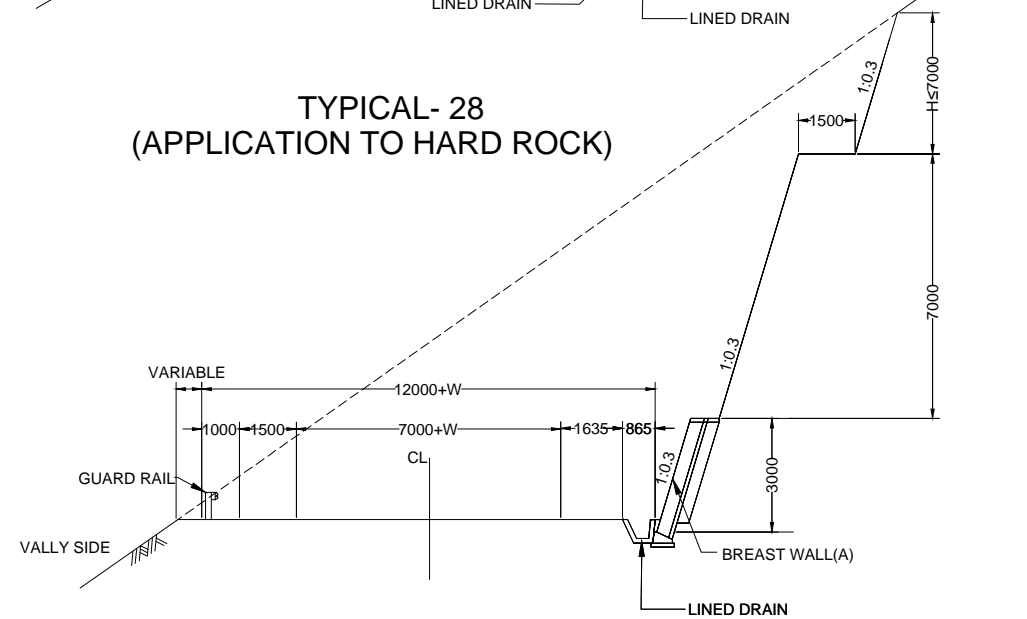 LINED DRAIN
LINED DRAIN
TYPICAL- 28
(APPLICATION TO HARD ROCK)
1:0.3
H≤7000
1500
7000
1:0.3
VARIABLE
12000+W
1000
1500
7000+W
1635
865
CL
1:0.3
3000
GUARD RAIL
VALLY SIDE
BREAST WALL(A)
LINED DRAIN